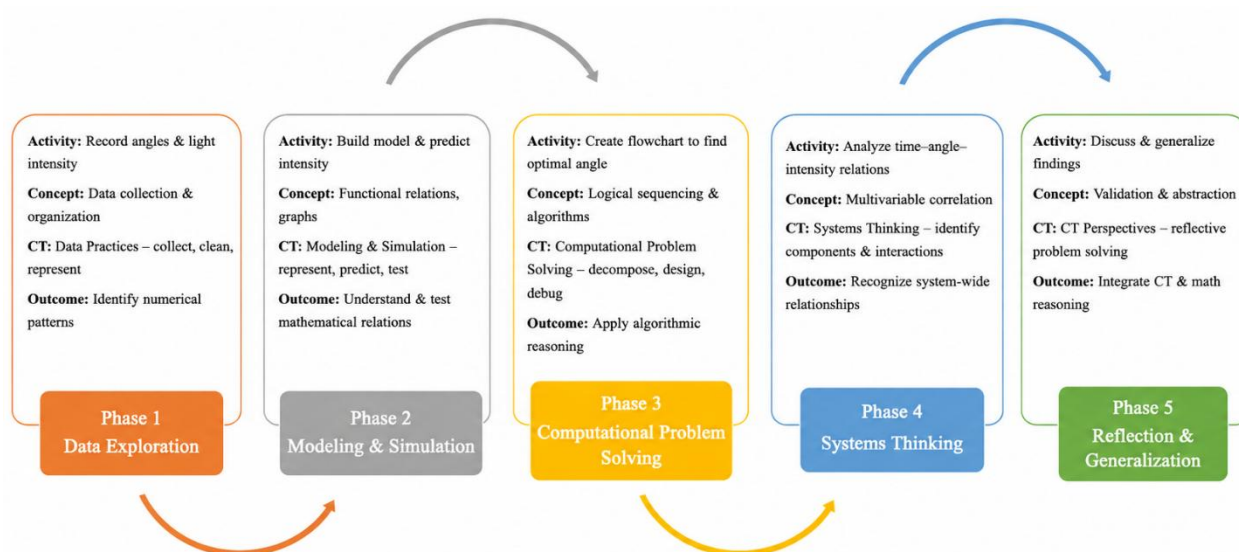 Activity: Record angles & light
intensity
Concept: Data collection &
organization
CT: Data Practices – collect, clean,
represent
Outcome: Identify numerical
patterns
Phase 1
Data Exploration
Activity: Build model & predict
intensity
Concept: Functional relations,
graphs
CT: Modeling & Simulation –
represent, predict, test
Outcome: Understand & test
mathematical relations
Phase 2
Modeling & Simulation
Activity: Create flowchart to find
optimal angle
Concept: Logical sequencing &
algorithms
CT: Computational Problem
Solving – decompose, design,
debug
Outcome: Apply algorithmic
reasoning
Phase 3
Computational Problem
Solving
Activity: Analyze time–angle–
intensity relations
Concept: Multivariable correlation
CT: Systems Thinking – identify
components & interactions
Outcome: Recognize system-wide
relationships
Phase 4
Systems Thinking
Activity: Discuss & generalize
findings
Concept: Validation & abstraction
CT: CT Perspectives – reflective
problem solving
Outcome: Integrate CT & math
reasoning
Phase 5
Reflection &
Generalization